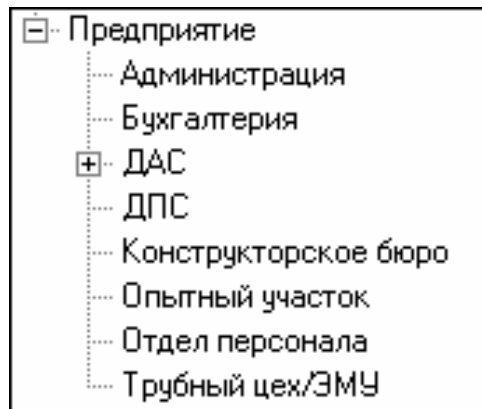 Предприятие
Администрация
Бухгалтерия
ДАС
ДПС
Конструкторское бюро
Опытный участок
Отдел персонала
Трубный цех/ЭМУ